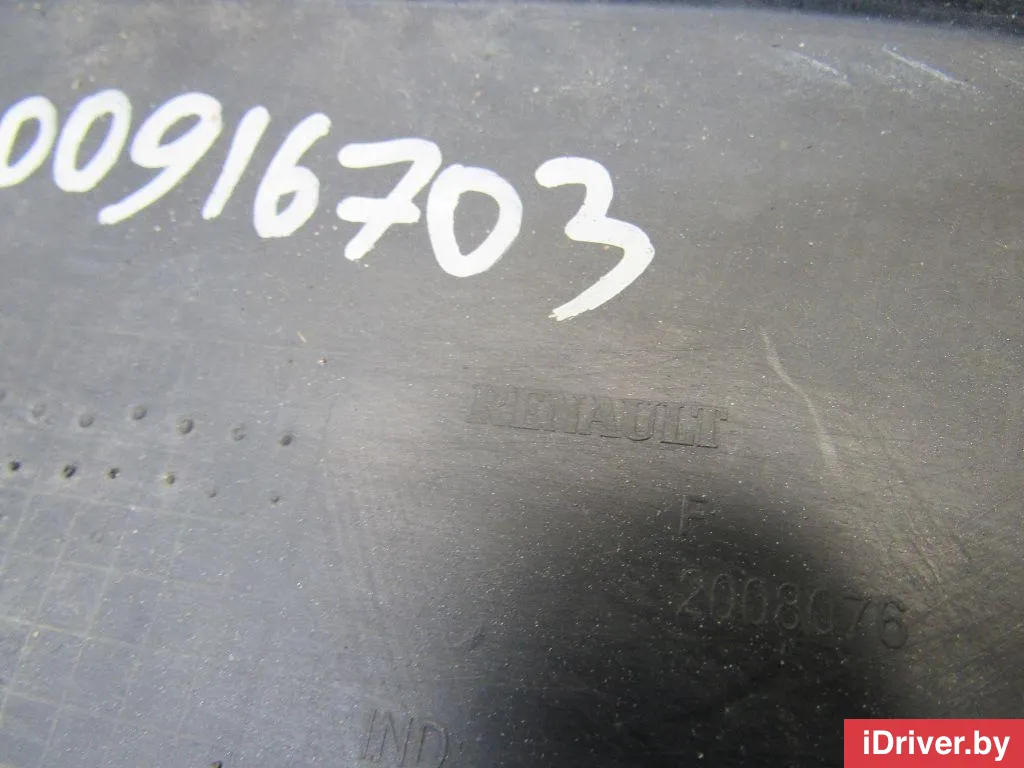 00916703
RENAULT
F
2008076
IND
iDriver.by